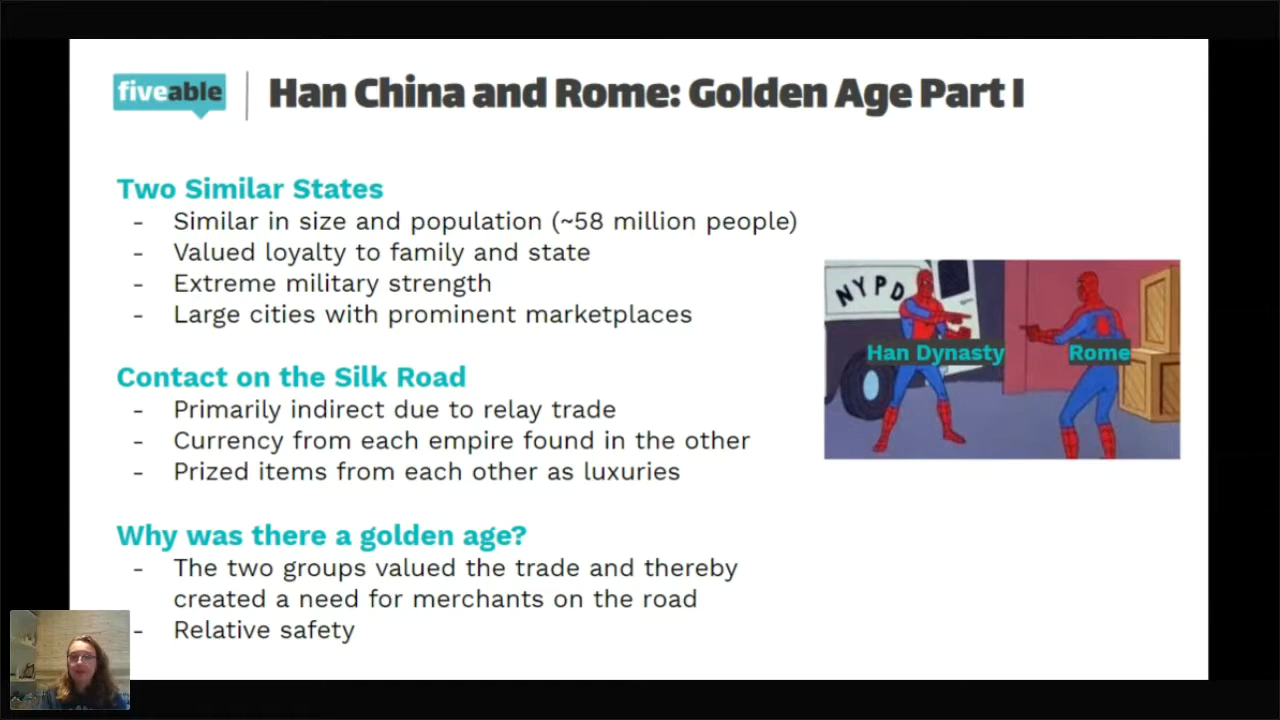 fiveable
Han China and Rome: Golden Age Part I
Two Similar States
- Similar in size and population (~58 million people)
- Valued loyalty to family and state
- Extreme military strength
- Large cities with prominent marketplaces
NYPD
Han Dynasty
Rome
Contact on the Silk Road
- Primarily indirect due to relay trade
- Currency from each empire found in the other
- Prized items from each other as luxuries
Why was there a golden age?
- The two groups valued the trade and thereby
created a need for merchants on the road
- Relative safety